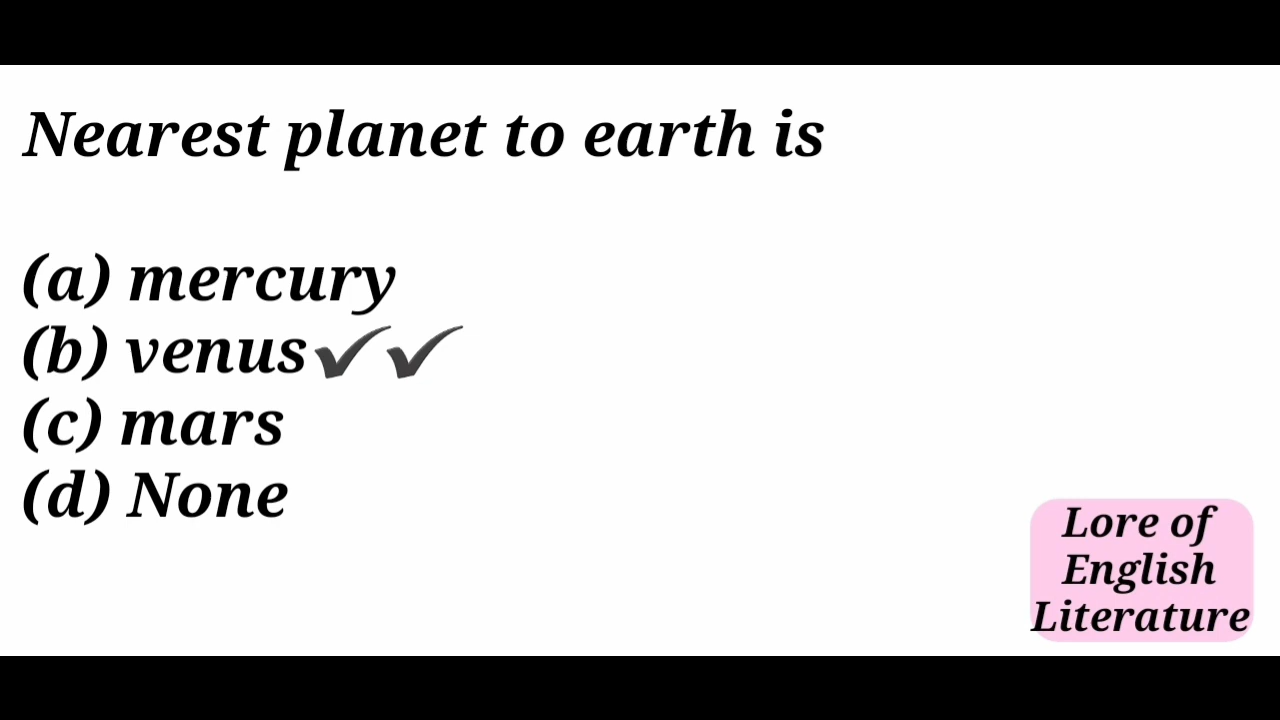 Nearest planet to earth is
(a) mercury
(b) venus✔✔
(c) mars
(d) None
Lore of
English
Literature